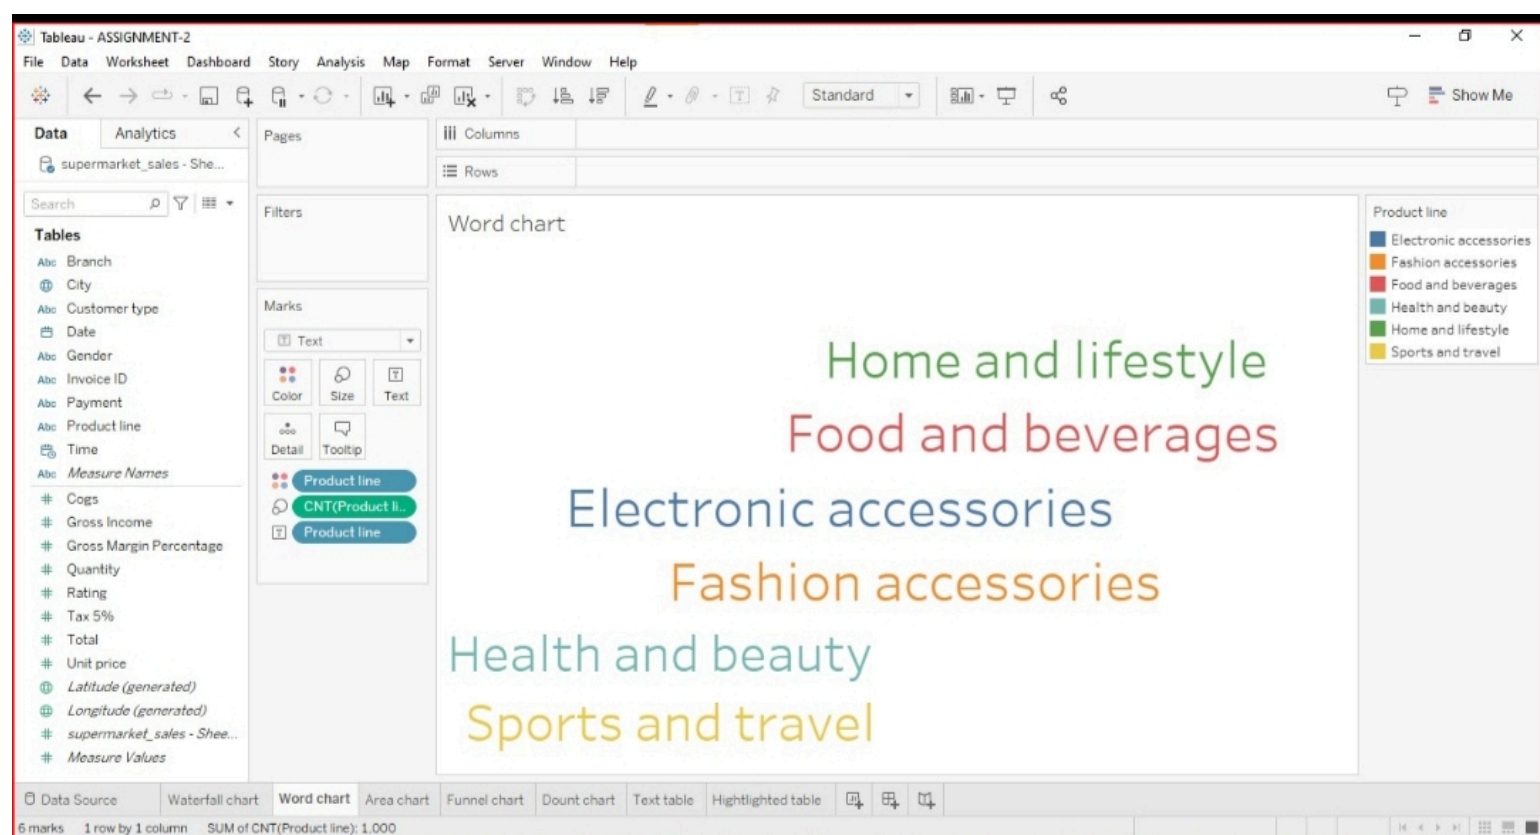 Tableau - ASSIGNMENT-2
File Data Worksheet Dashboard Story Analysis Map Format Server Window Help
Standard
Show Me
Data Analytics
supermarket_sales - She...
Search
Tables
Abc Branch
City
Abc Customer type
Date
Abc Gender
Abc Invoice ID
Abc Payment
Abc Product line
Time
Abc Measure Names
# Cogs
# Gross Income
# Gross Margin Percentage
# Quantity
# Rating
# Tax 5%
# Total
# Unit price
Latitude (generated)
Longitude (generated)
# supermarket_sales - Shee...
# Measure Values
Pages
Filters
Marks
T Text
Color Size Text
Detail Tooltip
Product line
CNT(Product li..
T Product line
Columns
Rows
Word chart
Home and lifestyle
Food and beverages
Electronic accessories
Fashion accessories
Health and beauty
Sports and travel
Product line
Electronic accessories
Fashion accessories
Food and beverages
Health and beauty
Home and lifestyle
Sports and travel
Data Source Waterfall chart Word chart Area chart Funnel chart Dount chart Text table Hightlighted table
6 marks 1 row by 1 column SUM of CNT(Product line): 1,000